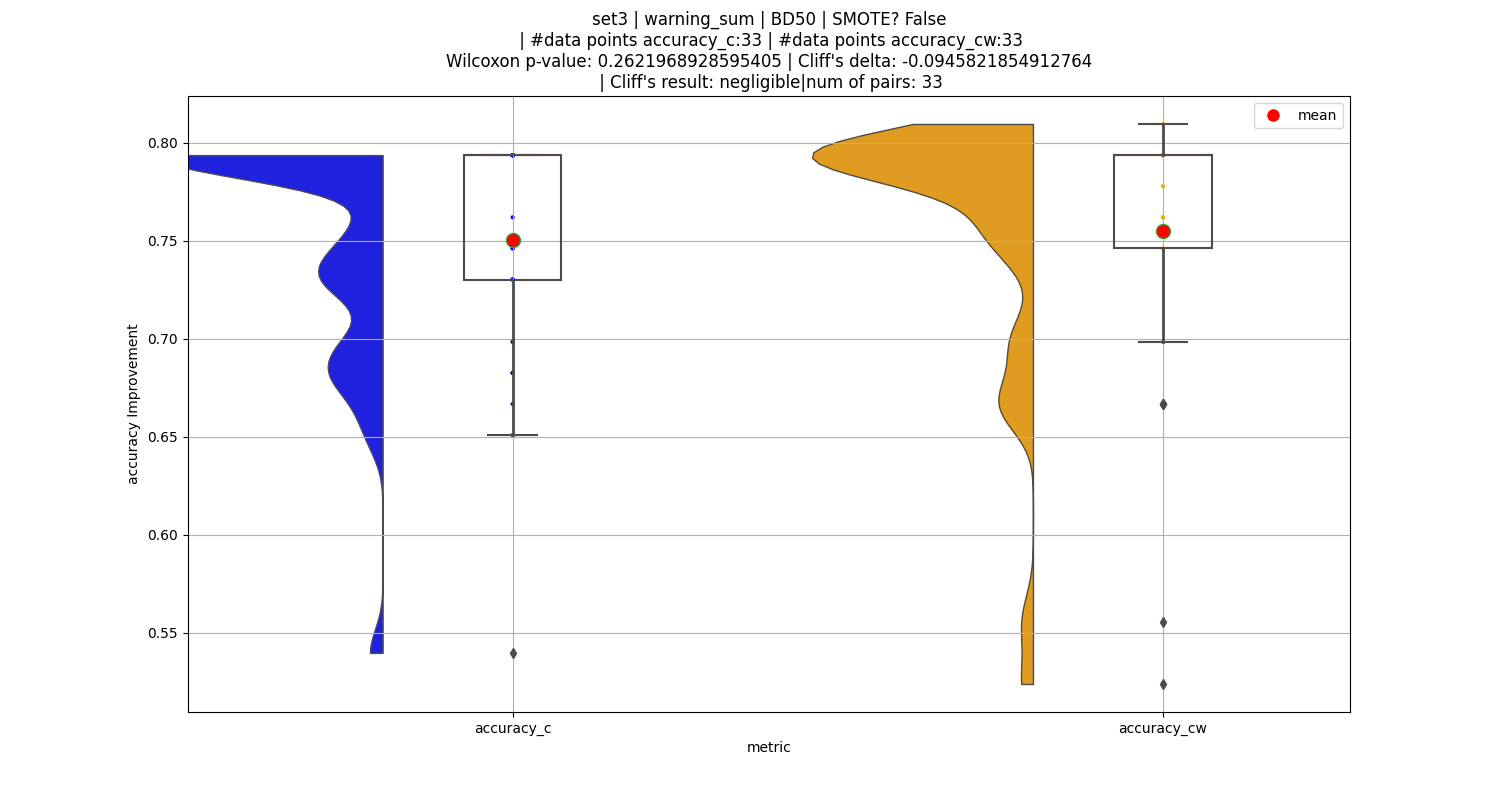 set3 | warning_sum | BD50 | SMOTE? False
| #data points accuracy_c:33 | #data points accuracy_cw:33
Wilcoxon p-value: 0.2621968928595405 | Cliff's delta: -0.0945821854912764
| Cliff's result: negligible|num of pairs: 33
mean
0.80
0.75
0.70
0.65
0.60
0.55
accuracy Improvement
accuracy_c
accuracy_cw
metric